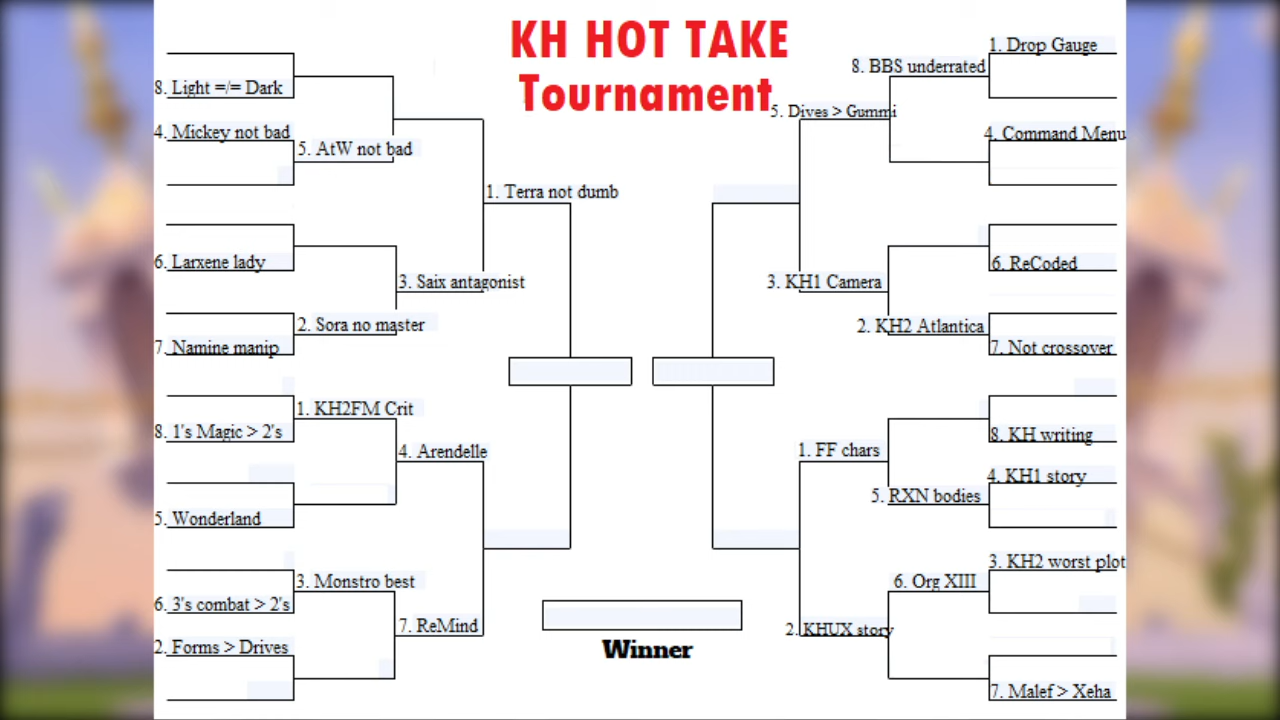 KH HOT TAKE
Tournament
8. Light =/= Dark
4. Mickey not bad
5. AtW not bad
1. Terra not dumb
6. Larxene lady
3. Saix antagonist
2. Sora no master
7. Namine manip
1. KH2FM Crit
8. 1's Magic > 2's
4. Arendelle
5. Wonderland
3. Monstro best
6. 3's combat > 2's
7. ReMind
2. Forms > Drives
1. Drop Gauge
8. BBS underrated
5. Dives > Gummi
4. Command Menu
6. ReCoded
3. KH1 Camera
2. KH2 Atlantica
7. Not crossover
8. KH writing
1. FF chars
4. KH1 story
5. RXN bodies
3. KH2 worst plot
6. Org XIII
2. KHUX story
7. Malef > Xeha
Winner